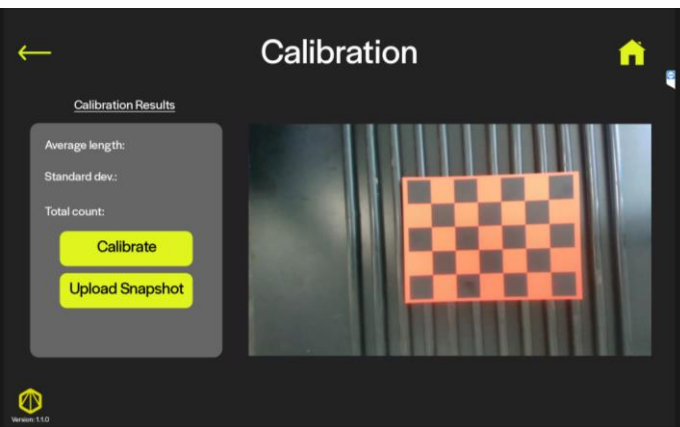 Calibration
Calibration Results
Average length:
Standard dev.:
Total count:
Calibrate
Upload Snapshot
Version: 1.1.0